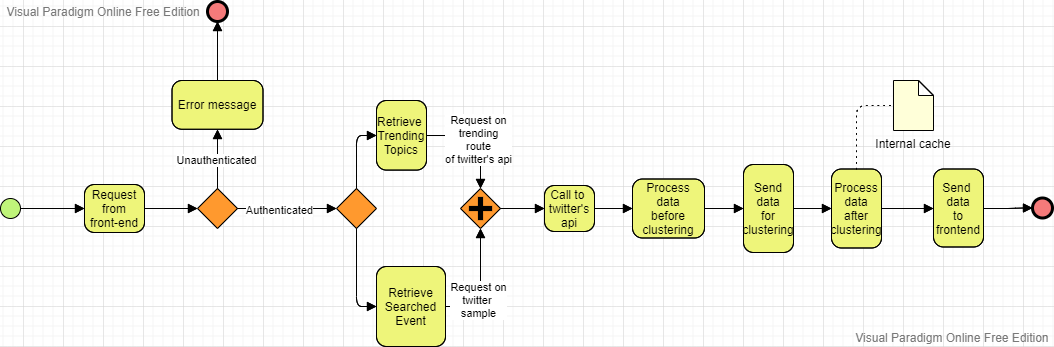 Visual Paradigm Online Free Edition
Error message
Unauthenticated
Request
from
front-end
Authenticated
Retrieve
Trending
Topics
Request on
trending
route
of twitter's api
Retrieve
Searched
Event
Request on
twitter
sample
Call to
twitter's
api
Process
data
before
clustering
Send
data
for
clustering
Internal cache
Process
data
after
clustering
Send
data
to
frontend
Visual Paradigm Online Free Edition